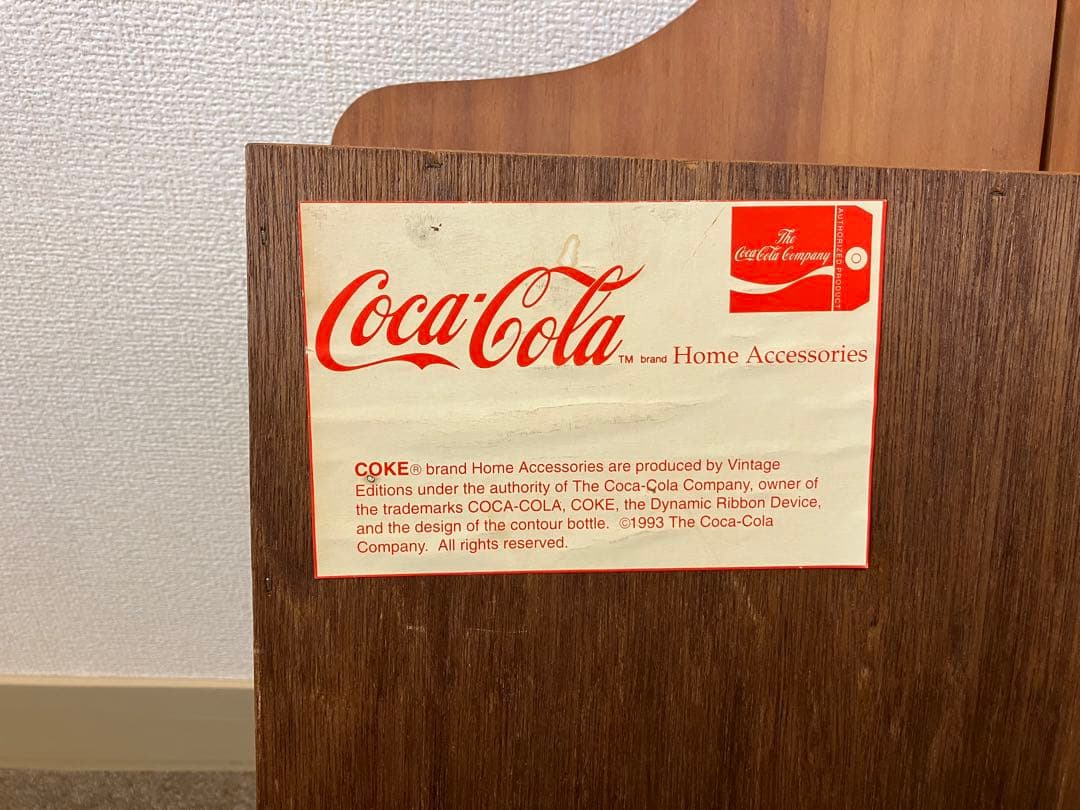 The
Coca-Cola Company
AUTHORIZED PRODUCT
Coca-Cola™ brand Home Accessories
COKE® brand Home Accessories are produced by Vintage
Editions under the authority of The Coca-Cola Company, owner of
the trademarks COCA-COLA, COKE, the Dynamic Ribbon Device,
and the design of the contour bottle. ©1993 The Coca-Cola
Company. All rights reserved.